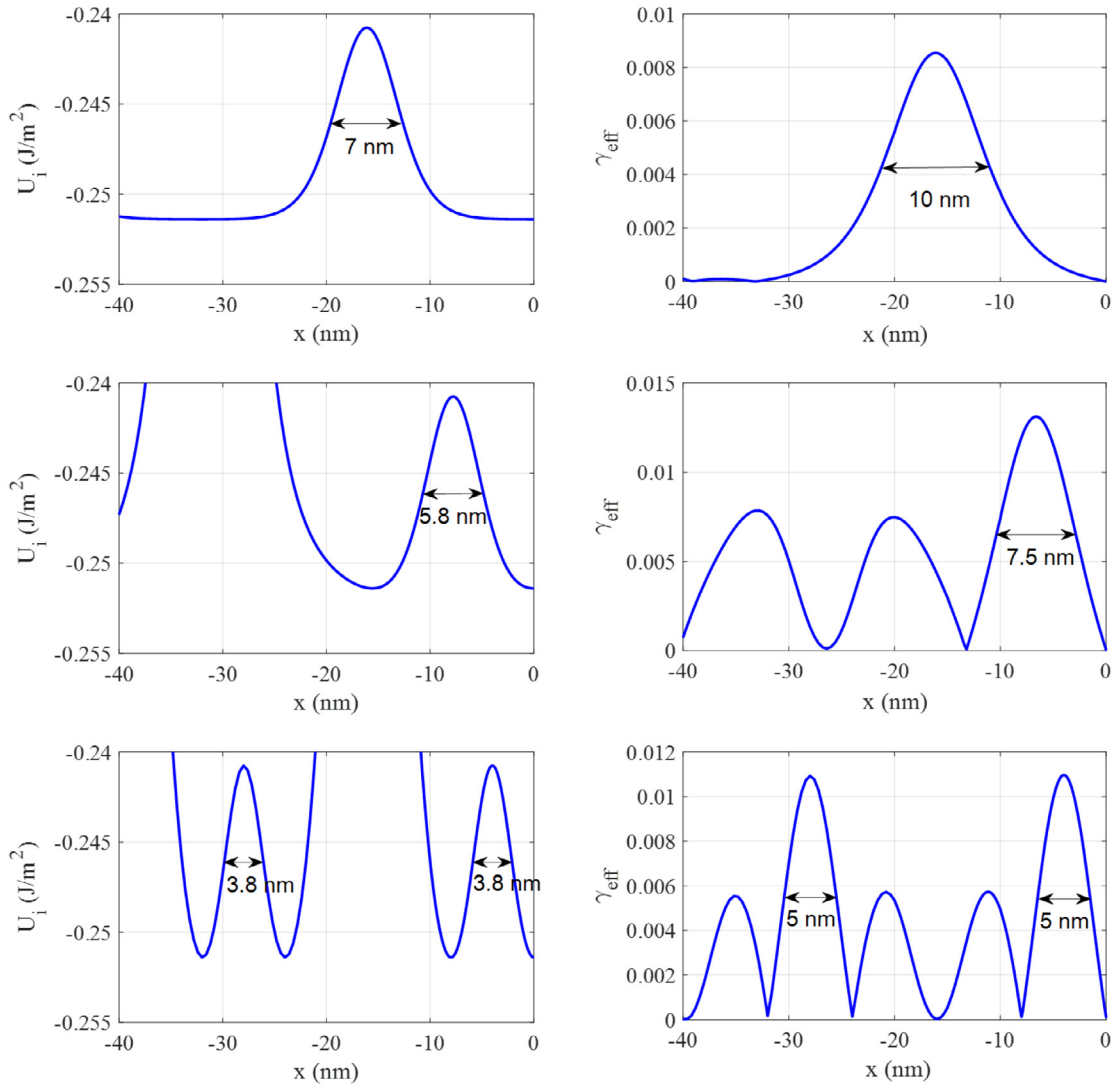 -0.24
-0.245
-0.25
-0.255
U_i (J/m^2)
7 nm
-40 -30 -20 -10 0
x (nm)
0.01
0.008
0.006
0.004
0.002
0
γ_eff
10 nm
-40 -30 -20 -10 0
x (nm)
-0.24
-0.245
-0.25
-0.255
U_i (J/m^2)
5.8 nm
-40 -30 -20 -10 0
x (nm)
0.015
0.01
0.005
0
γ_eff
7.5 nm
-40 -30 -20 -10 0
x (nm)
-0.24
-0.245
-0.25
-0.255
U_i (J/m^2)
3.8 nm 3.8 nm
-40 -30 -20 -10 0
x (nm)
0.012
0.01
0.008
0.006
0.004
0.002
0
γ_eff
5 nm 5 nm
-40 -30 -20 -10 0
x (nm)